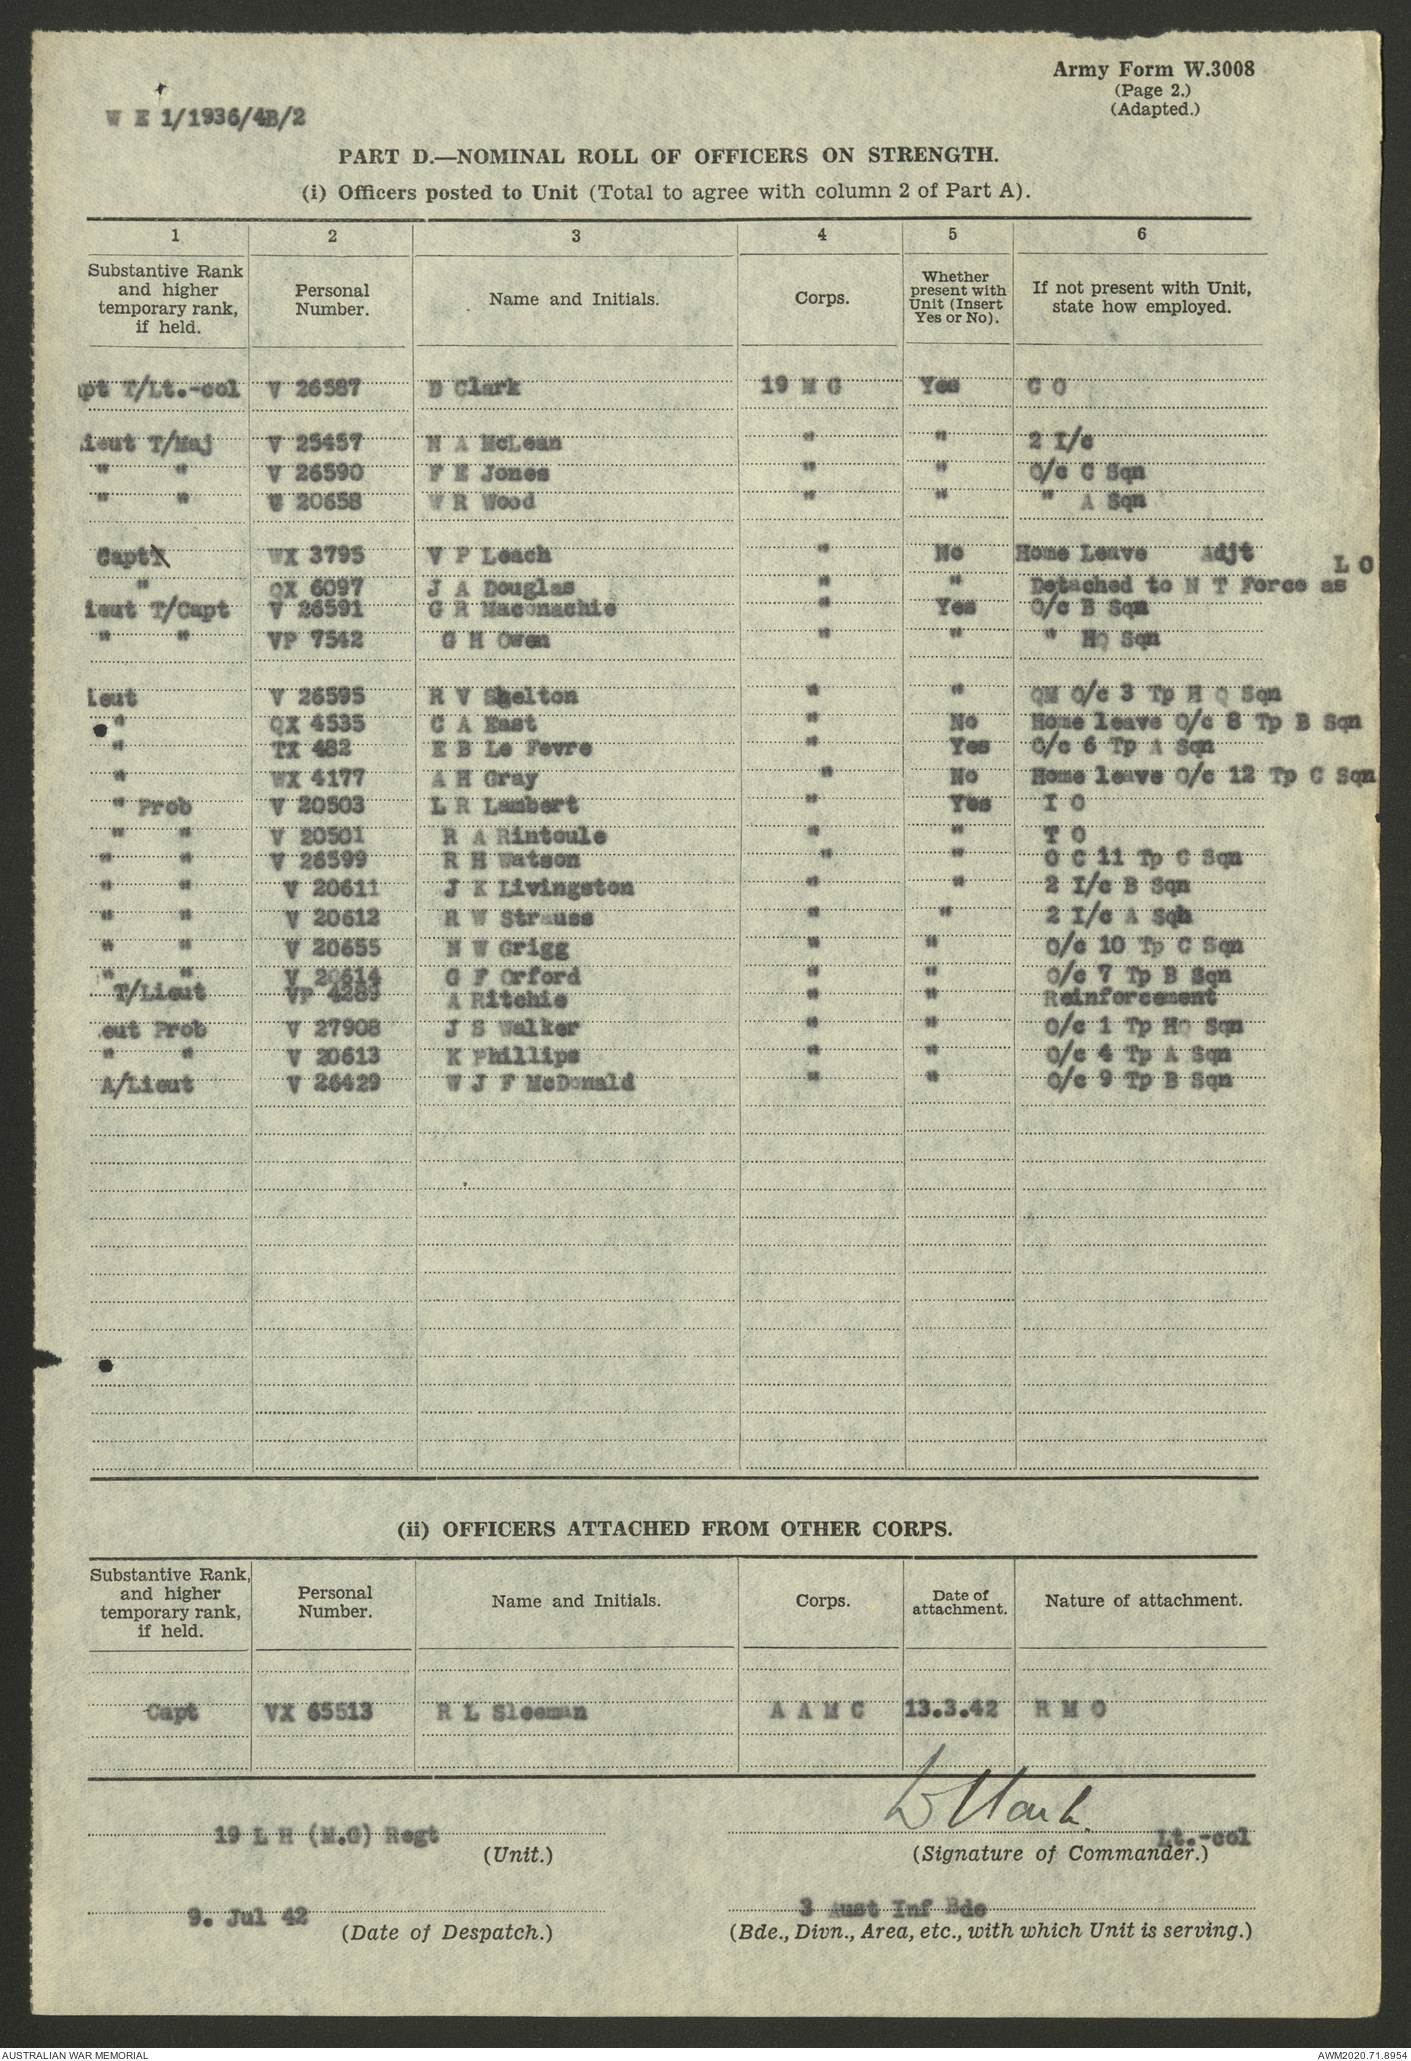 Army Form W.3008
(Page 2.)
(Adapted.)
W E 1/1936/4B/2
PART D.—NOMINAL ROLL OF OFFICERS ON STRENGTH.
(i) Officers posted to Unit (Total to agree with column 2 of Part A).
1 2 3 4 5 6
Substantive Rank and higher temporary rank, if held. Personal Number. Name and Initials. Corps. Whether present with Unit (Insert Yes or No). If not present with Unit, state how employed.
apt T/Lt.-col V 26587 D Clark 19 M G Yes C O
Lieut T/Maj V 25457 N A McLean " " 2 I/c
" " V 26590 F E Jones " " O/c C Sqn
" " 20658 W R Wood " " " A Sqn
Capt WX 3795 V P Leach " No Home Leave Adjt
" QX 6097 J A Douglas " " Detached to N T Force as L O
ieut T/Capt V 26591 G R Maconachie " Yes O/c B Sqn
" " VP 7542 G H Owen " " " HQ Sqn
Lieut V 26595 R V Shelton " " QM O/c 3 Tp H Q Sqn
" QX 4535 C A East " No Home leave O/c 8 Tp B Sqn
" TX 482 E B Le Fevre " Yes O/c 6 Tp A Sqn
" WX 4177 A H Gray " No Home leave O/c 12 Tp C Sqn
" Prob V 20503 L R Lambert " Yes I O
" " V 20501 R A Rintoule " " T O
" " V 26599 R H Watson " " O C 11 Tp C Sqn
" " V 20611 J K Livingston " " 2 I/c B Sqn
" " V 20612 R W Strauss " " 2 I/c A Sqn
" " V 20655 N W Grigg " " O/c 10 Tp C Sqn
" " V 20614 G F Orford " " O/c 7 Tp B Sqn
T/Lieut VP 4283 A Ritchie " " Reinforcement
eut Prob V 27908 J S Walker " " O/c 1 Tp HQ Sqn
" " V 20613 K Phillips " " O/c 4 Tp A Sqn
A/Lieut V 26429 W J F McDonald " " O/c 9 Tp B Sqn
(ii) OFFICERS ATTACHED FROM OTHER CORPS.
Substantive Rank, and higher temporary rank, if held. Personal Number. Name and Initials. Corps. Date of attachment. Nature of attachment.
Capt VX 65513 R L Sleeman A A M C 13.3.42 R M O
D Clark
19 L H (M.G) Regt Lt.-col
(Unit.) (Signature of Commander.)
9. Jul 42 3 Aust Inf Bde
(Date of Despatch.) (Bde., Divn., Area, etc., with which Unit is serving.)
AUSTRALIAN WAR MEMORIAL AWM2020.71.8954